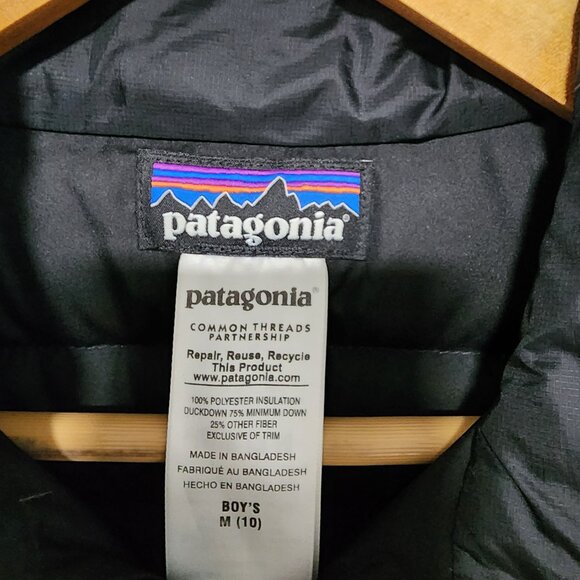 patagonia®
patagonia®
COMMON THREADS
PARTNERSHIP
Repair, Reuse, Recycle
This Product
www.patagonia.com
100% POLYESTER INSULATION
DUCKDOWN 75% MINIMUM DOWN
25% OTHER FIBER
EXCLUSIVE OF TRIM
MADE IN BANGLADESH
FABRIQUÉ AU BANGLADESH
HECHO EN BANGLADESH
BOY'S
M (10)